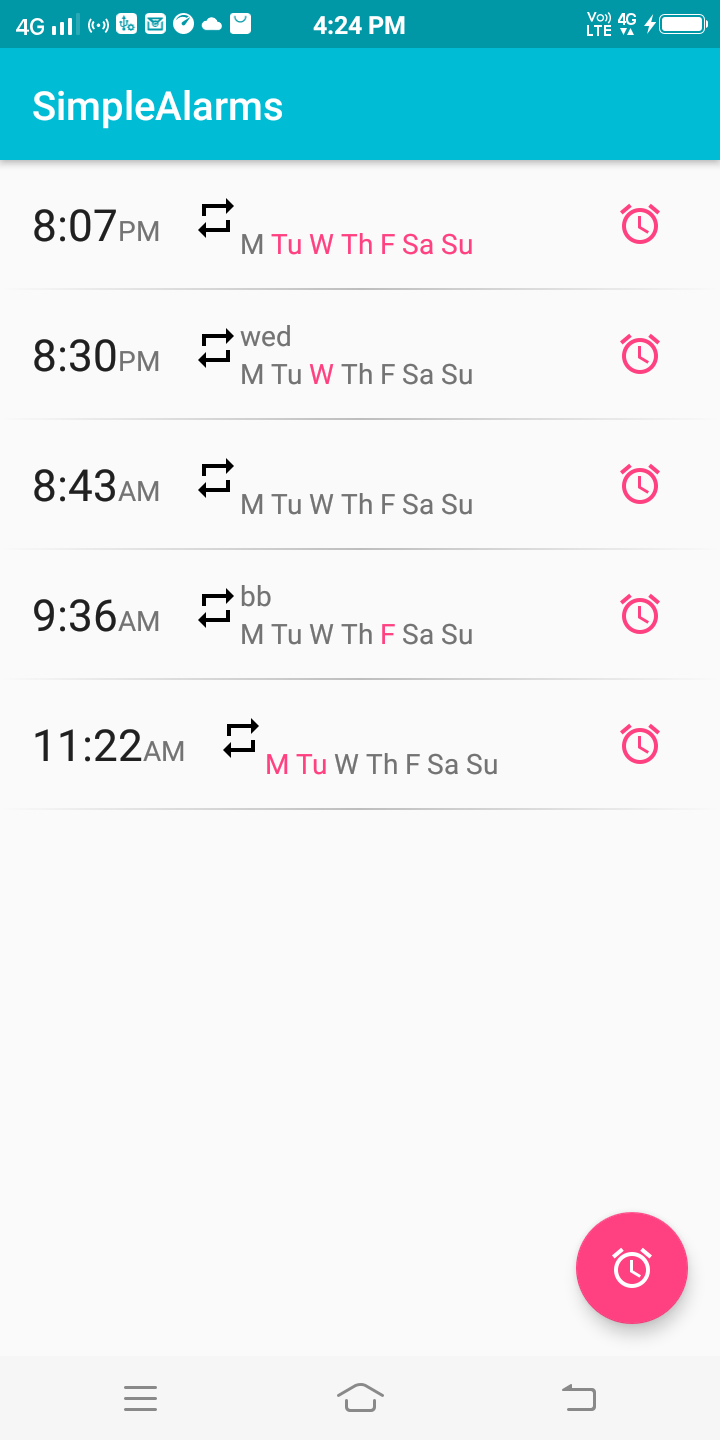 4G 4:24 PM Vo)) LTE 4G
SimpleAlarms
8:07PM
M Tu W Th F Sa Su
8:30PM wed
M Tu W Th F Sa Su
8:43AM
M Tu W Th F Sa Su
9:36AM bb
M Tu W Th F Sa Su
11:22AM
M Tu W Th F Sa Su